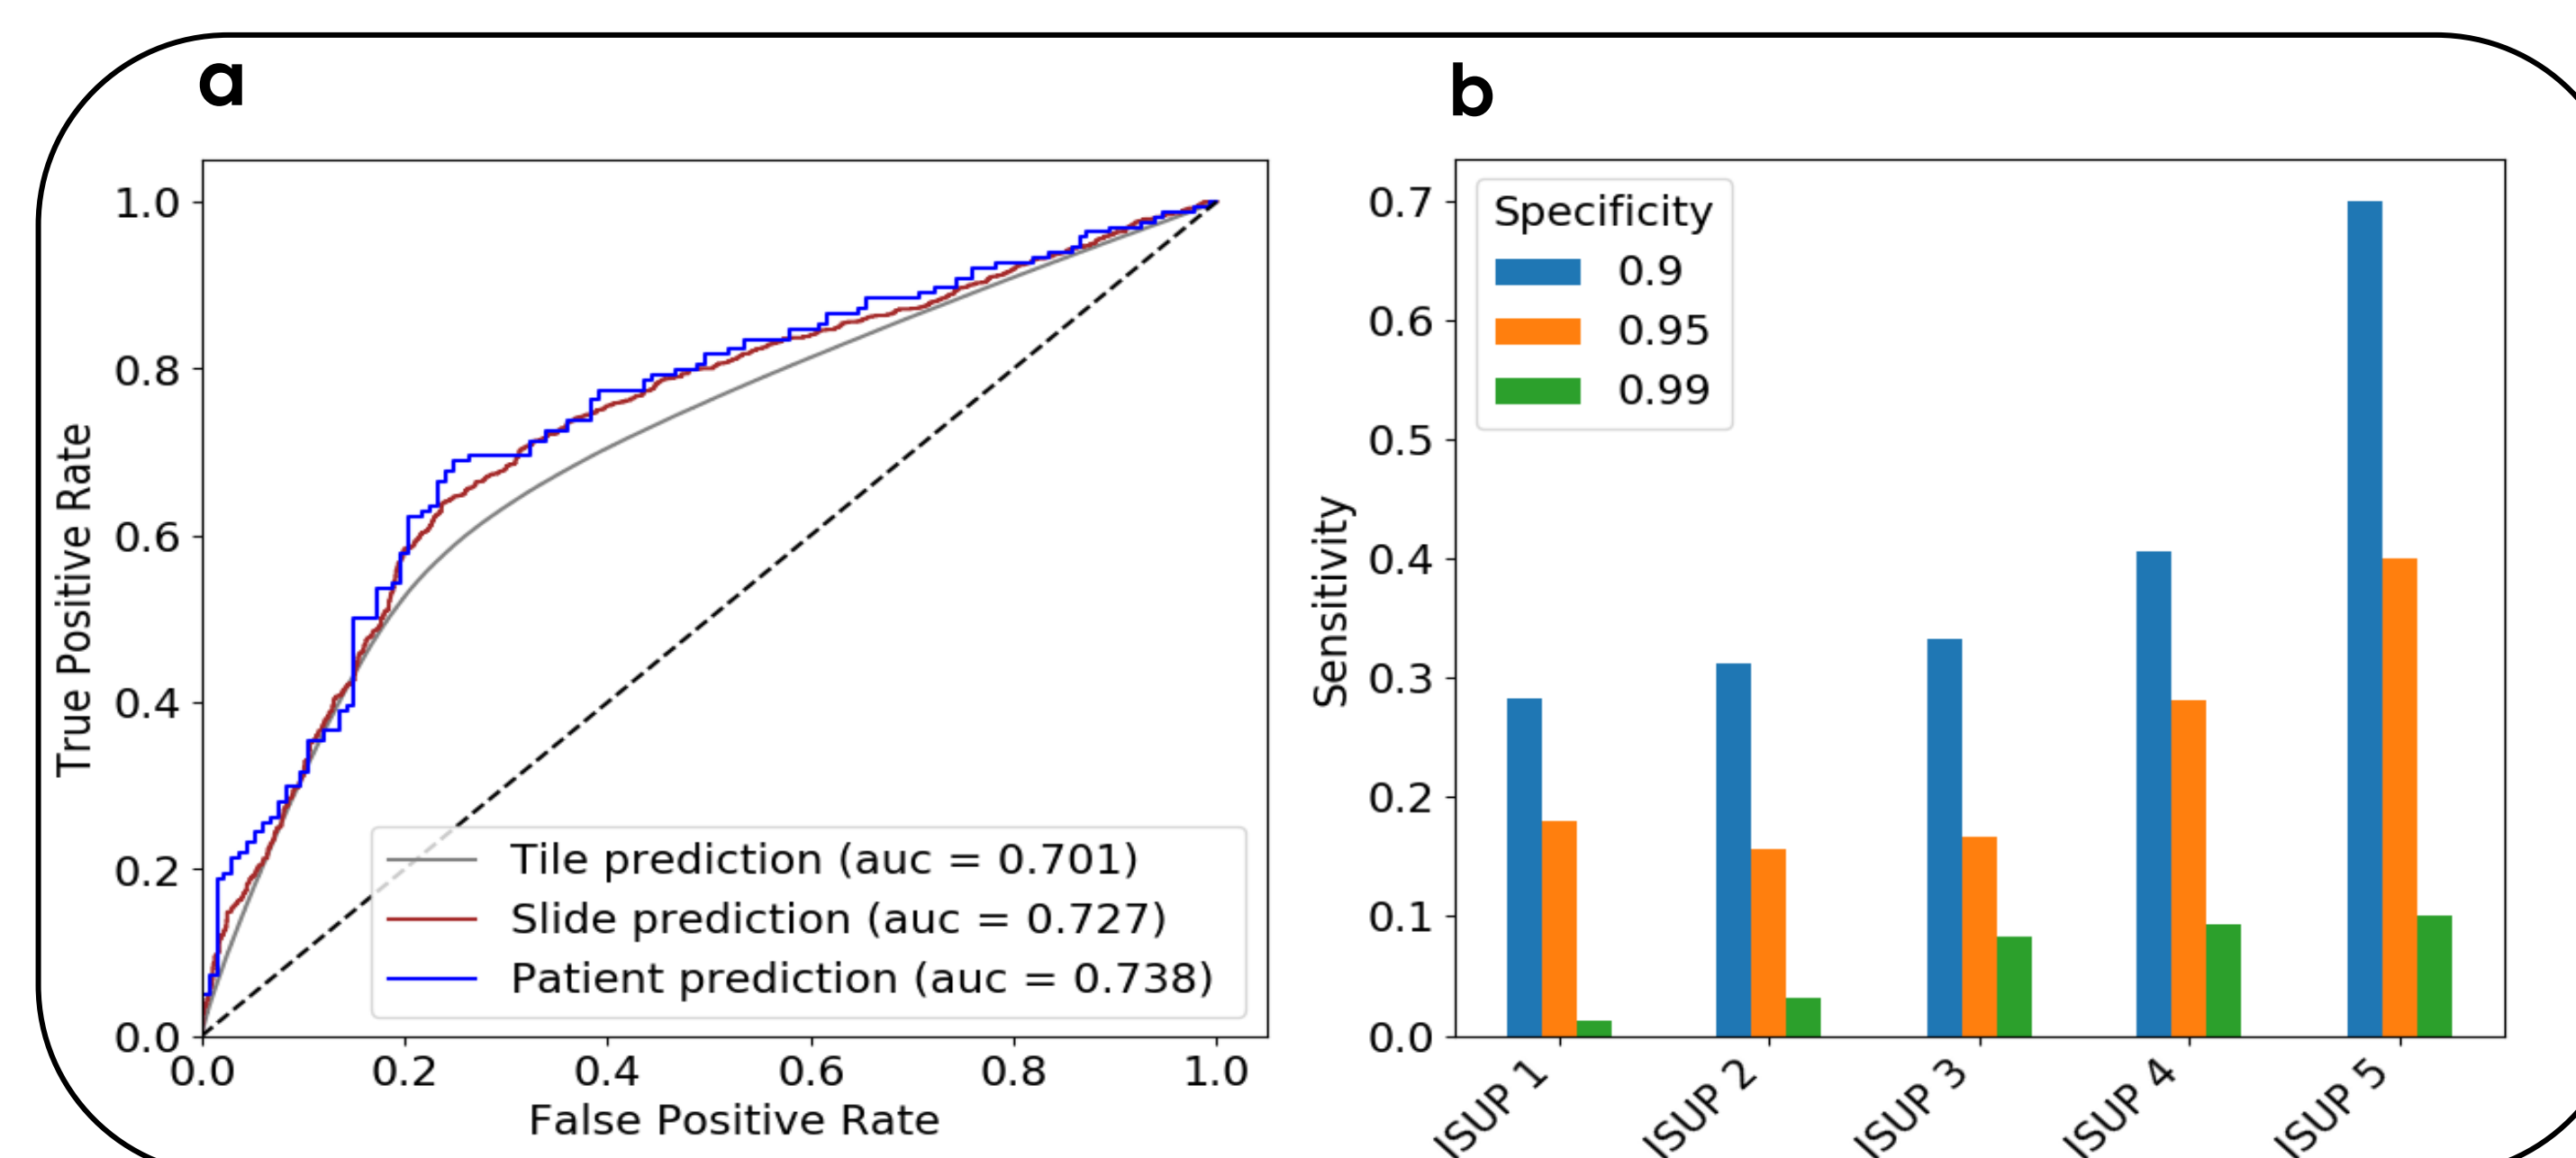 a
1.0
0.8
0.6
0.4
0.2
0.0
True Positive Rate
0.0 0.2 0.4 0.6 0.8 1.0
False Positive Rate
Tile prediction (auc = 0.701)
Slide prediction (auc = 0.727)
Patient prediction (auc = 0.738)
b
0.7
0.6
0.5
0.4
0.3
0.2
0.1
0.0
Sensitivity
Specificity
0.9
0.95
0.99
ISUP 1
ISUP 2
ISUP 3
ISUP 4
ISUP 5